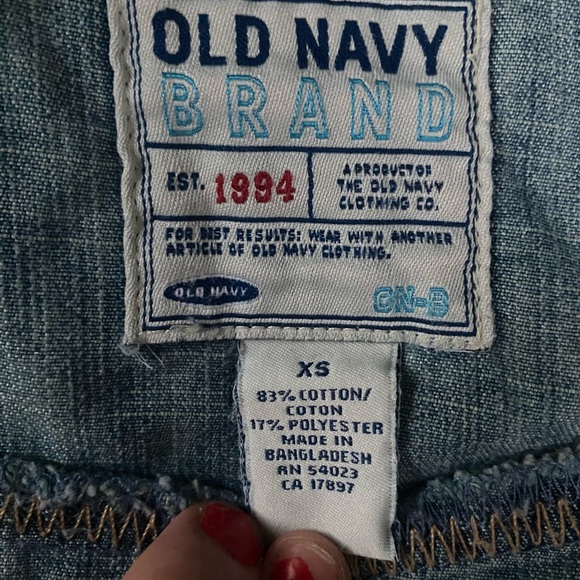 OLD NAVY
BRAND
EST. 1994
A PRODUCT OF
THE OLD NAVY
CLOTHING CO.
FOR BEST RESULTS: WEAR WITH ANOTHER
ARTICLE OF OLD NAVY CLOTHING.
OLD NAVY
ON-B
XS
83% COTTON/
COTON
17% POLYESTER
MADE IN
BANGLADESH
RN 54023
CA 17897